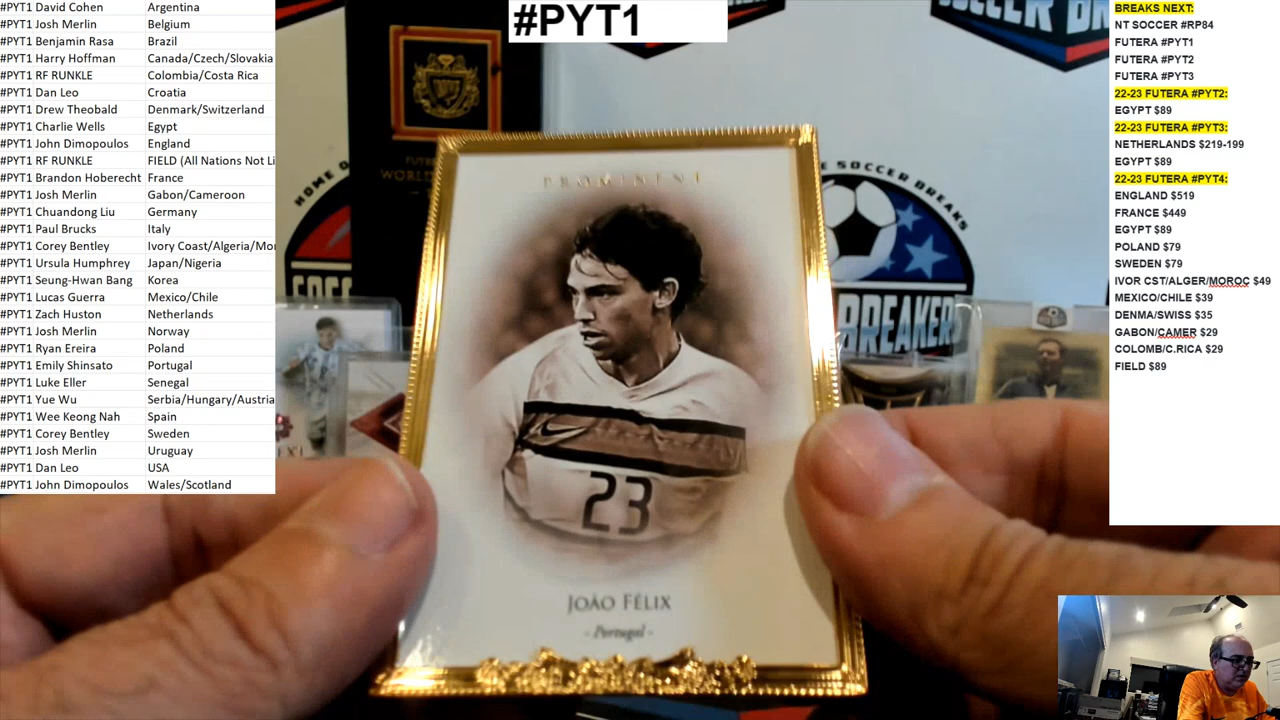 #PYT1
#PYT1 David Cohen Argentina
#PYT1 Josh Merlin Belgium
#PYT1 Benjamin Rasa Brazil
#PYT1 Harry Hoffman Canada/Czech/Slovakia
#PYT1 RF RUNKLE Colombia/Costa Rica
#PYT1 Dan Leo Croatia
#PYT1 Drew Theobald Denmark/Switzerland
#PYT1 Charlie Wells Egypt
#PYT1 John Dimopoulos England
#PYT1 RF RUNKLE FIELD (All Nations Not Li
#PYT1 Brandon Hoberecht France
#PYT1 Josh Merlin Gabon/Cameroon
#PYT1 Chuandong Liu Germany
#PYT1 Paul Brucks Italy
#PYT1 Corey Bentley Ivory Coast/Algeria/Mor
#PYT1 Ursula Humphrey Japan/Nigeria
#PYT1 Seung-Hwan Bang Korea
#PYT1 Lucas Guerra Mexico/Chile
#PYT1 Zach Huston Netherlands
#PYT1 Josh Merlin Norway
#PYT1 Ryan Ereira Poland
#PYT1 Emily Shinsato Portugal
#PYT1 Luke Eller Senegal
#PYT1 Yue Wu Serbia/Hungary/Austria
#PYT1 Wee Keong Nah Spain
#PYT1 Corey Bentley Sweden
#PYT1 Josh Merlin Uruguay
#PYT1 Dan Leo USA
#PYT1 John Dimopoulos Wales/Scotland
PROMINENT
23
JOÃO FÉLIX
- Portugal -
HOME O
SOCCER BREAKS
BREAKERS
BREAKS NEXT:
NT SOCCER #RP84
FUTERA #PYT1
FUTERA #PYT2
FUTERA #PYT3
22-23 FUTERA #PYT2:
EGYPT $89
22-23 FUTERA #PYT3:
NETHERLANDS $219-199
EGYPT $89
22-23 FUTERA #PYT4:
ENGLAND $519
FRANCE $449
EGYPT $89
POLAND $79
SWEDEN $79
IVOR CST/ALGER/MOROC $49
MEXICO/CHILE $39
DENMA/SWISS $35
GABON/CAMER $29
COLOMB/C.RICA $29
FIELD $89